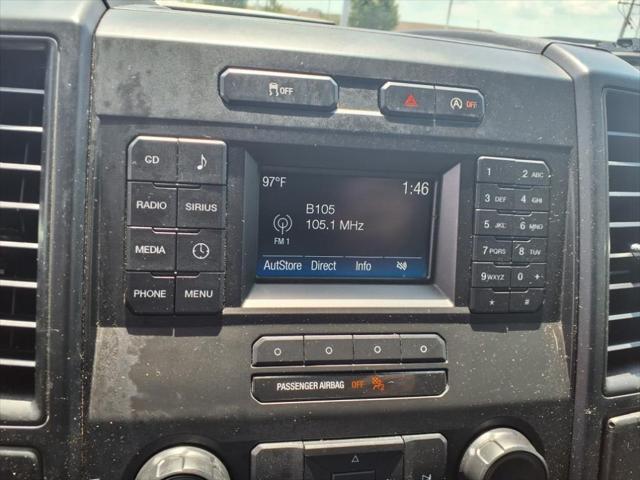 OFF
OFF
CD
RADIO SIRIUS
MEDIA
PHONE MENU
97°F 1:46
B105
105.1 MHz
FM 1
AutoStore Direct Info
1 2 ABC
3 DEF 4 GHI
5 JKL 6 MNO
7 PQRS 8 TUV
9 WXYZ 0 +
* #
PASSENGER AIRBAG OFF